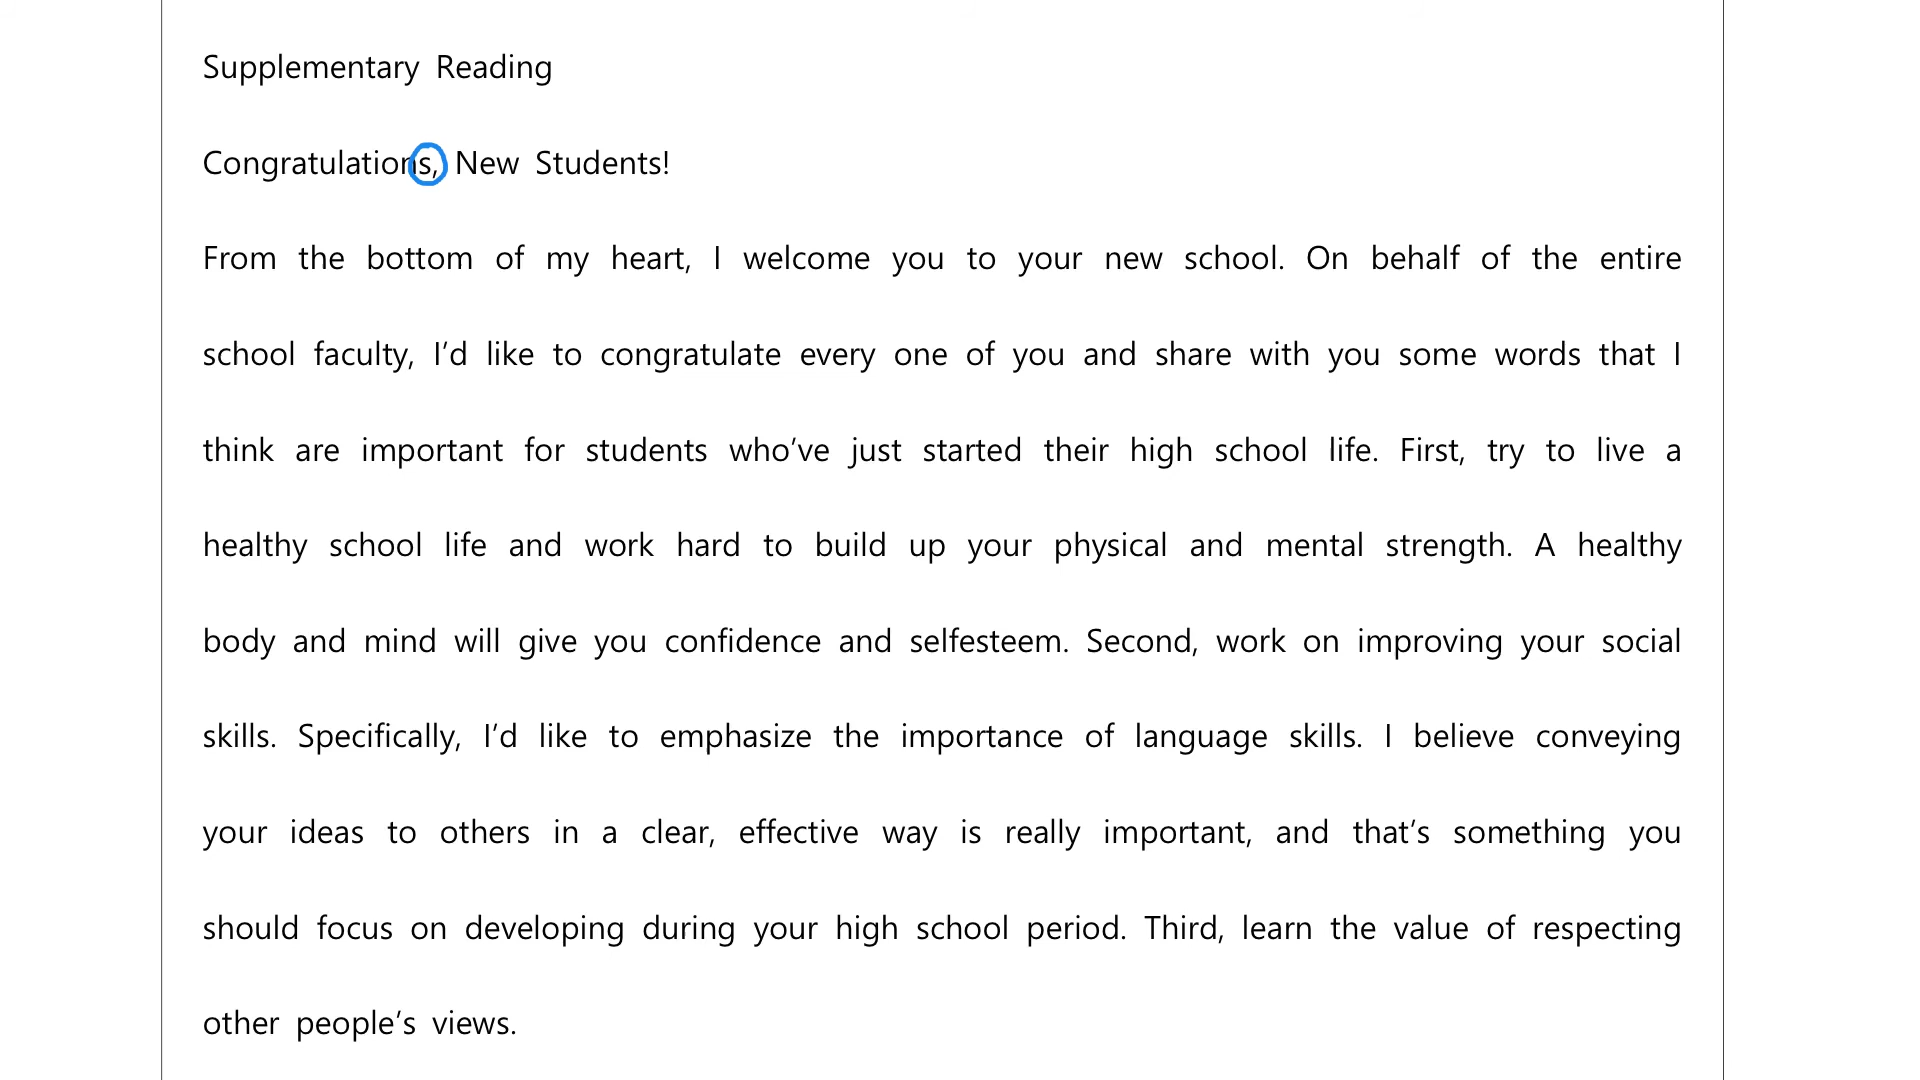 Supplementary Reading
Congratulations, New Students!
From the bottom of my heart, I welcome you to your new school. On behalf of the entire
school faculty, I’d like to congratulate every one of you and share with you some words that I
think are important for students who’ve just started their high school life. First, try to live a
healthy school life and work hard to build up your physical and mental strength. A healthy
body and mind will give you confidence and selfesteem. Second, work on improving your social
skills. Specifically, I’d like to emphasize the importance of language skills. I believe conveying
your ideas to others in a clear, effective way is really important, and that’s something you
should focus on developing during your high school period. Third, learn the value of respecting
other people’s views.